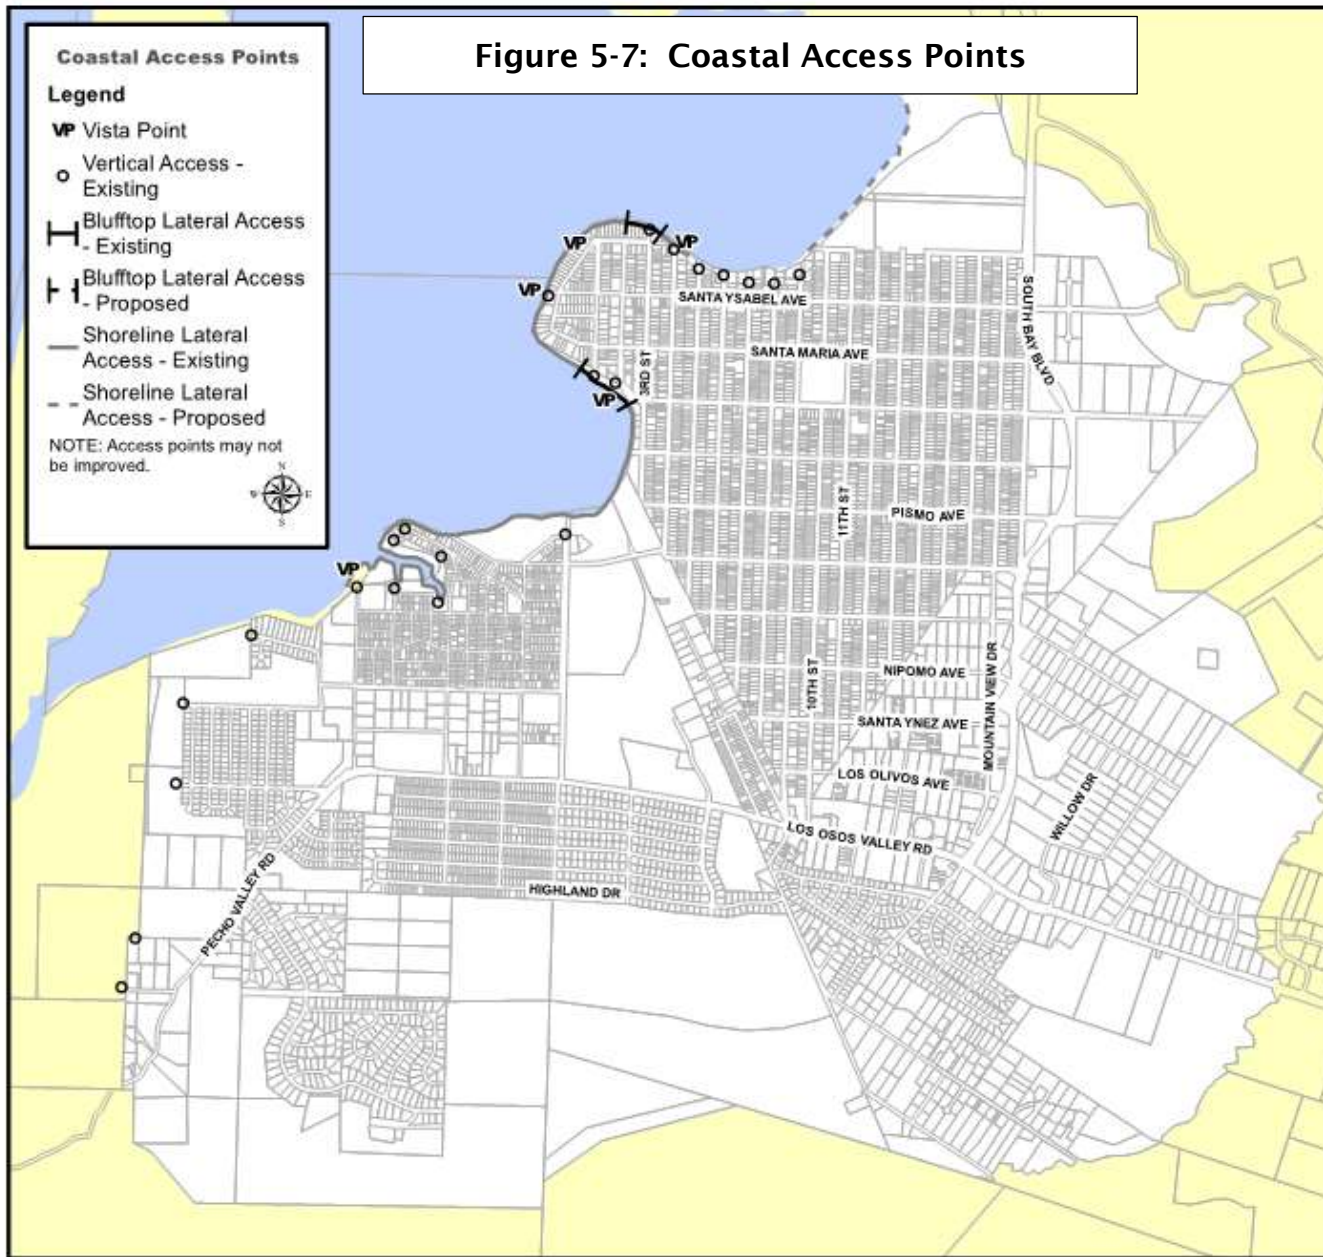 Figure 5-7: Coastal Access Points
Coastal Access Points
Legend
VP Vista Point
Vertical Access -
Existing
Blufftop Lateral Access
- Existing
Blufftop Lateral Access
- Proposed
Shoreline Lateral
Access - Existing
Shoreline Lateral
Access - Proposed
NOTE: Access points may not
be improved.
N
W
E
S
VP
VP
VP
VP
VP
SANTA YSABEL AVE
SOUTH BAY BLVD
SANTA MARIA AVE
3RD ST
11TH ST
PISMO AVE
10TH ST
NIPOMO AVE
MOUNTAIN VIEW DR
SANTA YNEZ AVE
LOS OLIVOS AVE
WILLOW DR
LOS OSOS VALLEY RD
HIGHLAND DR
PECHO VALLEY RD